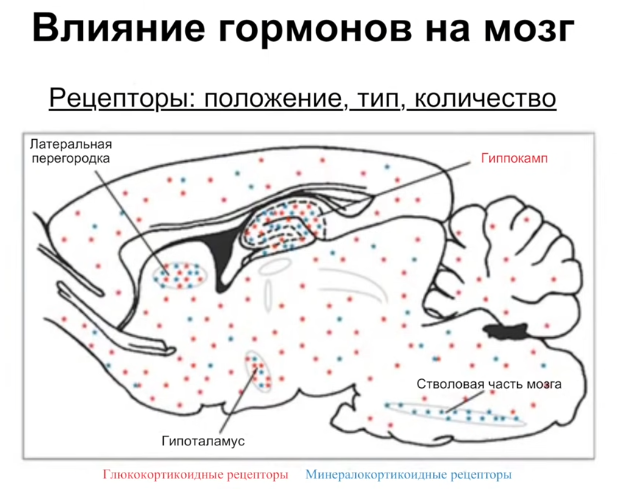 Влияние гормонов на мозг
Рецепторы: положение, тип, количество
Латеральная
перегородка
Гиппокамп
Стволовая часть мозга
Гипоталамус
Глюкокортикоидные рецепторы Минералокортикоидные рецепторы